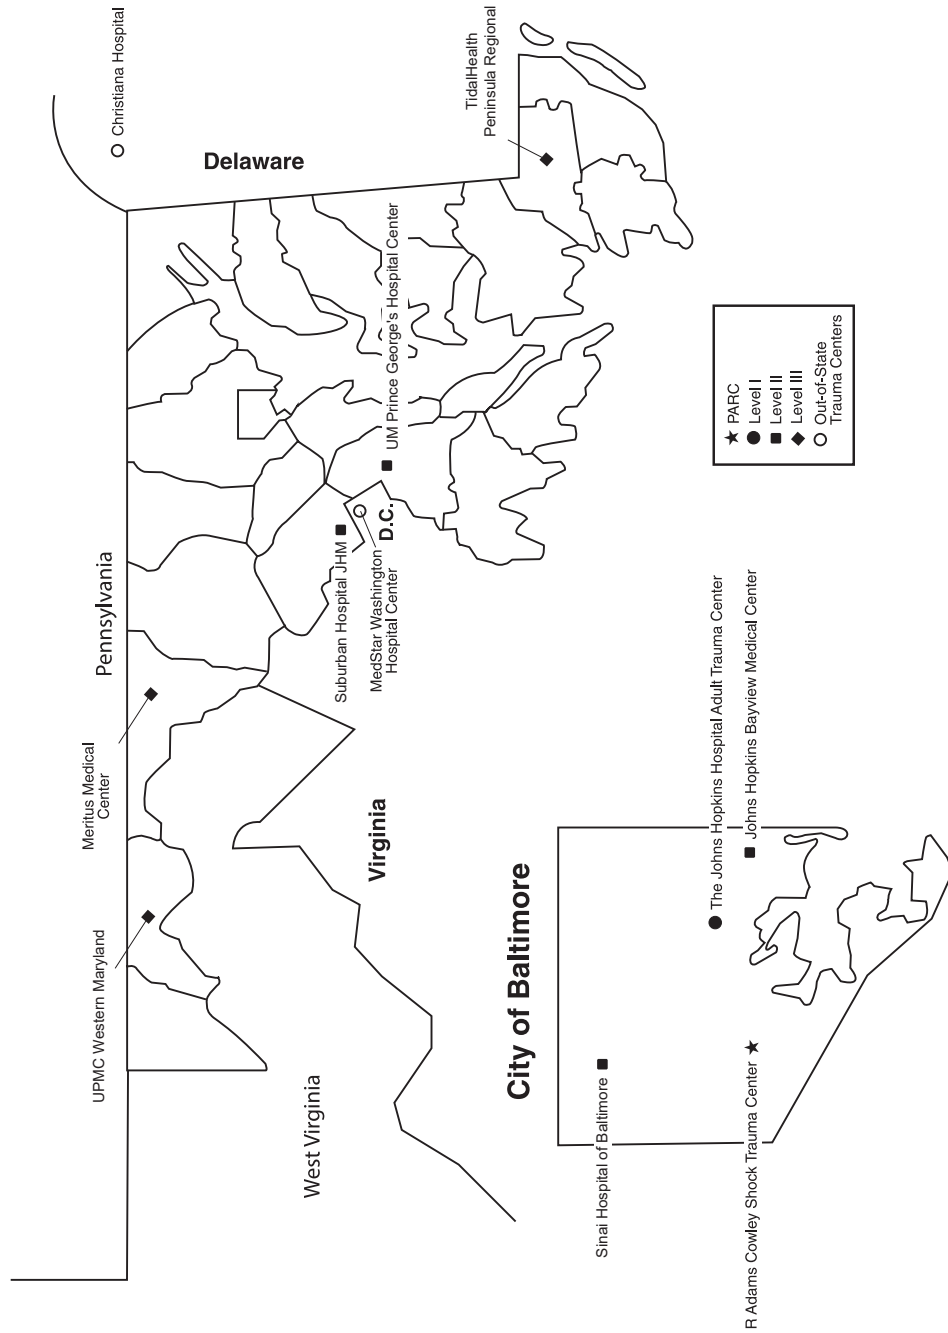 Pennsylvania
Christiana Hospital
Meritus Medical
Center
UPMC Western Maryland
Delaware
Suburban Hospital JHM
UM Prince George's Hospital Center
D.C.
MedStar Washington
Hospital Center
West Virginia
Virginia
TidalHealth
Peninsula Regional
City of Baltimore
Sinai Hospital of Baltimore
The Johns Hopkins Hospital Adult Trauma Center
R Adams Cowley Shock Trauma Center
Johns Hopkins Bayview Medical Center
PARC
Level I
Level II
Level III
Out-of-State
Trauma Centers